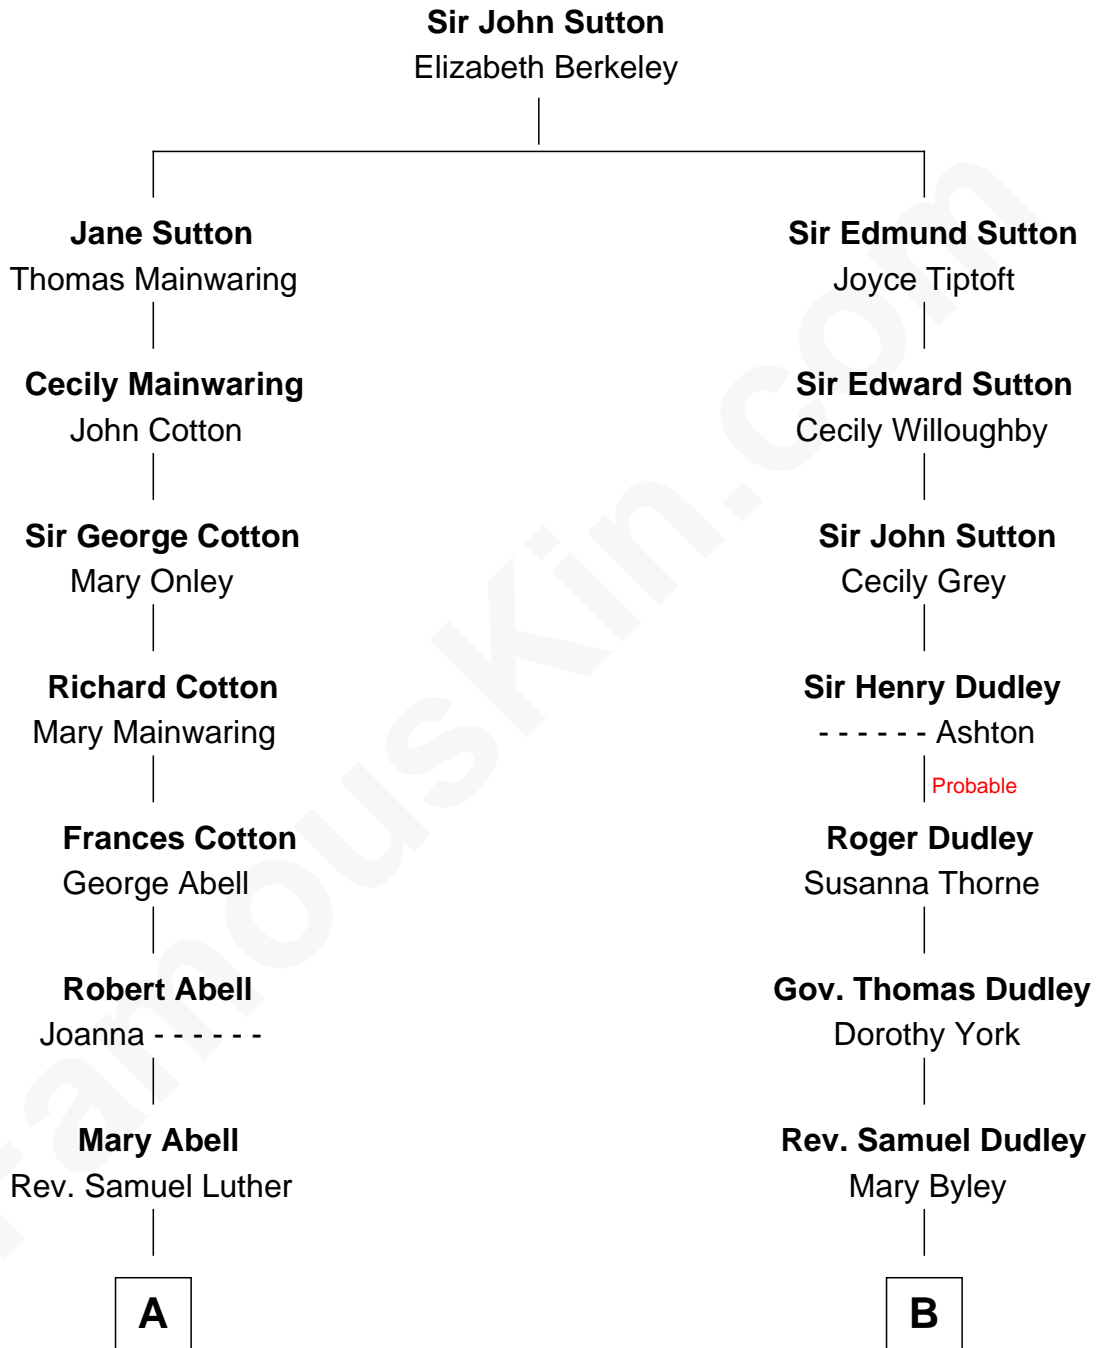 Sir John Sutton
Elizabeth Berkeley
Jane Sutton
Thomas Mainwaring
Sir Edmund Sutton
Joyce Tiptoft
Cecily Mainwaring
John Cotton
Sir Edward Sutton
Cecily Willoughby
Sir George Cotton
Mary Onley
Sir John Sutton
Cecily Grey
Richard Cotton
Mary Mainwaring
Sir Henry Dudley
- - - - - - Ashton
Probable
Frances Cotton
George Abell
Roger Dudley
Susanna Thorne
Robert Abell
Joanna - - - - - -
Gov. Thomas Dudley
Dorothy York
Mary Abell
Rev. Samuel Luther
Rev. Samuel Dudley
Mary Byley
A
B
FamousKin.com